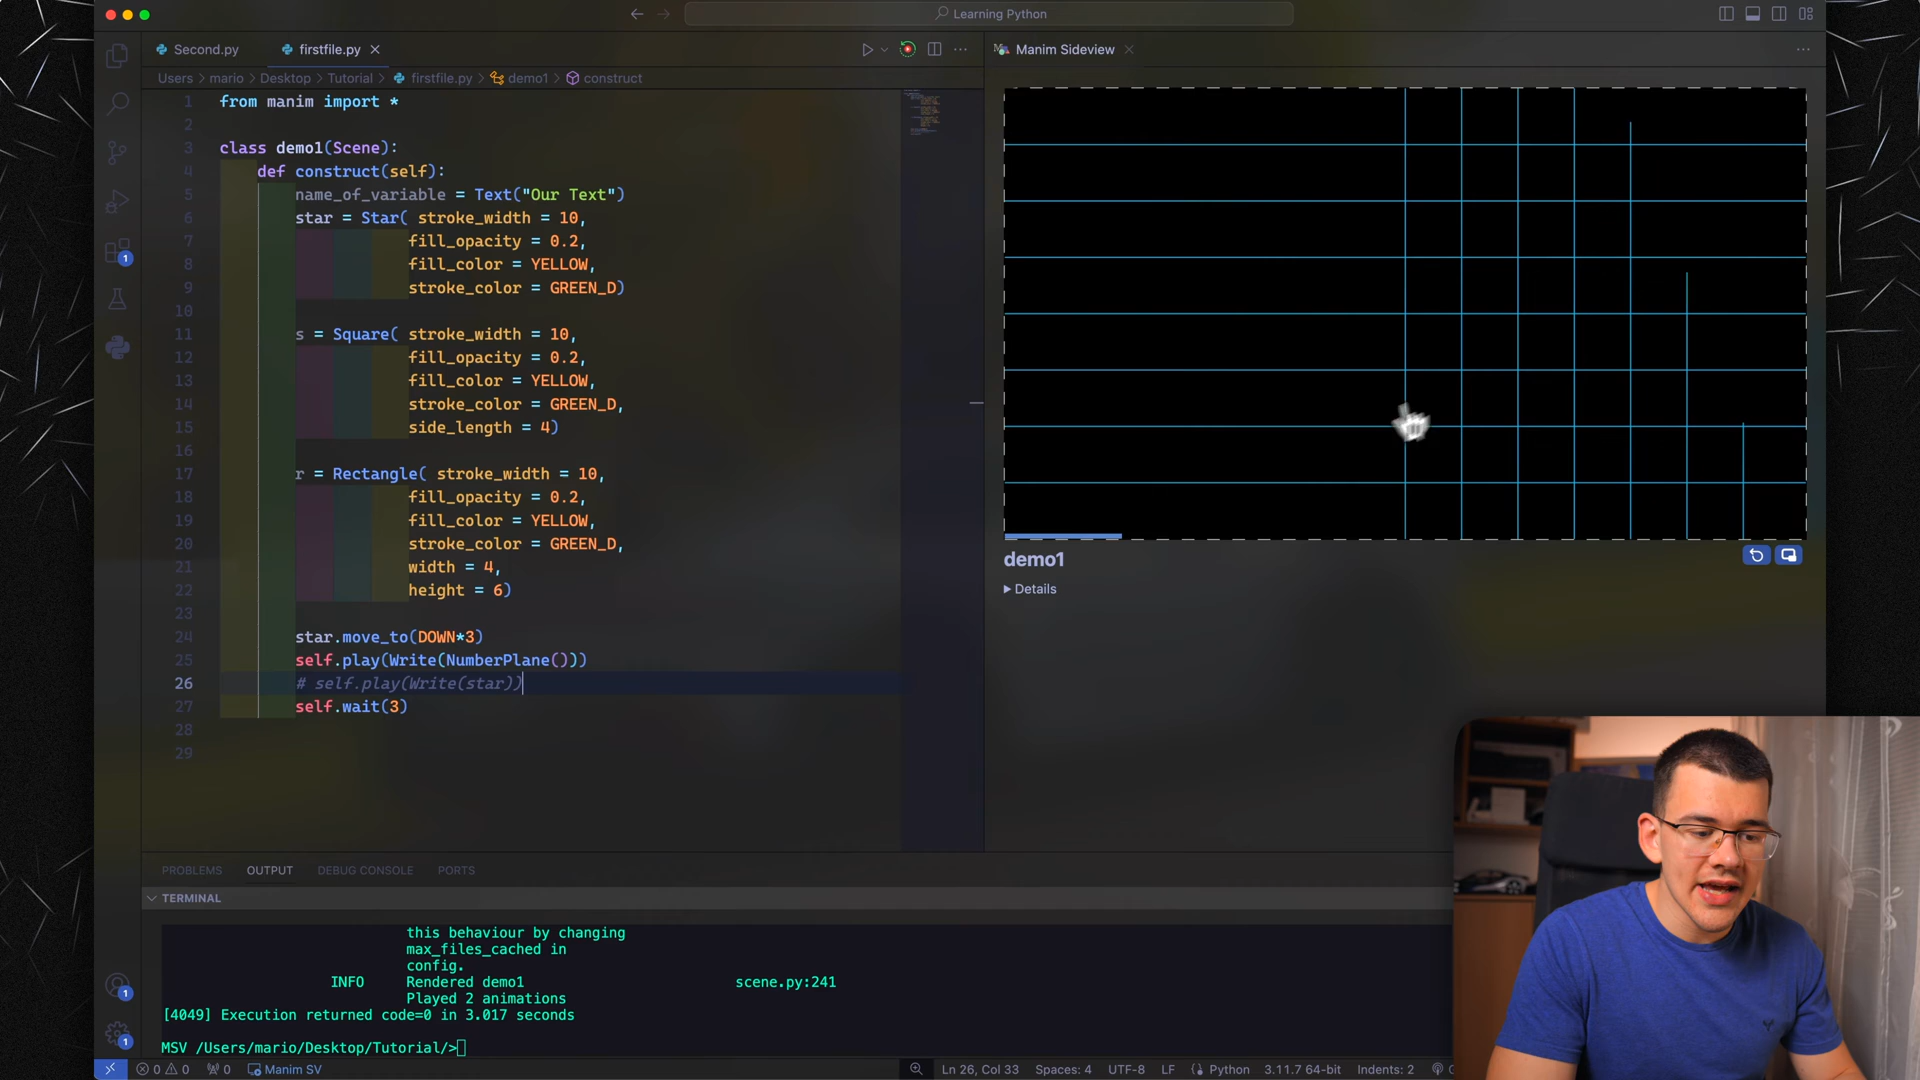 Learning Python
Second.py
firstfile.py
Manim Sideview
Users > mario > Desktop > Tutorial > firstfile.py > demo1 > construct
1 from manim import *
2
3 class demo1(Scene):
4 def construct(self):
5 name_of_variable = Text("Our Text")
6 star = Star( stroke_width = 10,
7 fill_opacity = 0.2,
8 fill_color = YELLOW,
9 stroke_color = GREEN_D)
10
11 s = Square( stroke_width = 10,
12 fill_opacity = 0.2,
13 fill_color = YELLOW,
14 stroke_color = GREEN_D,
15 side_length = 4)
16
17 r = Rectangle( stroke_width = 10,
18 fill_opacity = 0.2,
19 fill_color = YELLOW,
20 stroke_color = GREEN_D,
21 width = 4,
22 height = 6)
23
24 star.move_to(DOWN*3)
25 self.play(Write(NumberPlane()))
26 # self.play(Write(star))
27 self.wait(3)
28
29
demo1
Details
1
1
1
PROBLEMS OUTPUT DEBUG CONSOLE PORTS
TERMINAL
this behaviour by changing
max_files_cached in
config.
INFO Rendered demo1 scene.py:241
Played 2 animations
[4049] Execution returned code=0 in 3.017 seconds
MSV /Users/mario/Desktop/Tutorial/>
0 0 0 Manim SV Ln 26, Col 33 Spaces: 4 UTF-8 LF Python 3.11.7 64-bit Indents: 2